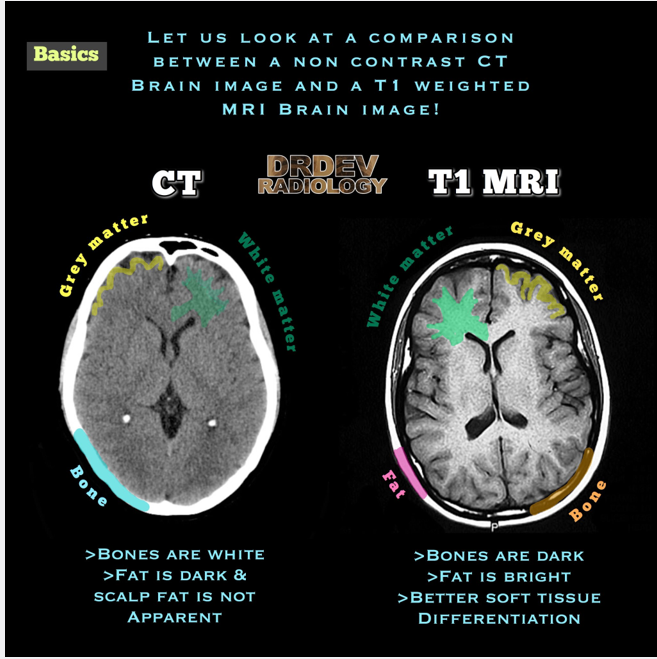 Basics
LET US LOOK AT A COMPARISON
BETWEEN A NON CONTRAST CT
BRAIN IMAGE AND A T1 WEIGHTED
MRI BRAIN IMAGE!
DRDEV
RADIOLOGY
CT
T1 MRI
Grey matter
White matter
Bone
White matter
Grey matter
Fat
Bone
P
>BONES ARE WHITE
>FAT IS DARK &
SCALP FAT IS NOT
APPARENT
>BONES ARE DARK
>FAT IS BRIGHT
>BETTER SOFT TISSUE
DIFFERENTIATION